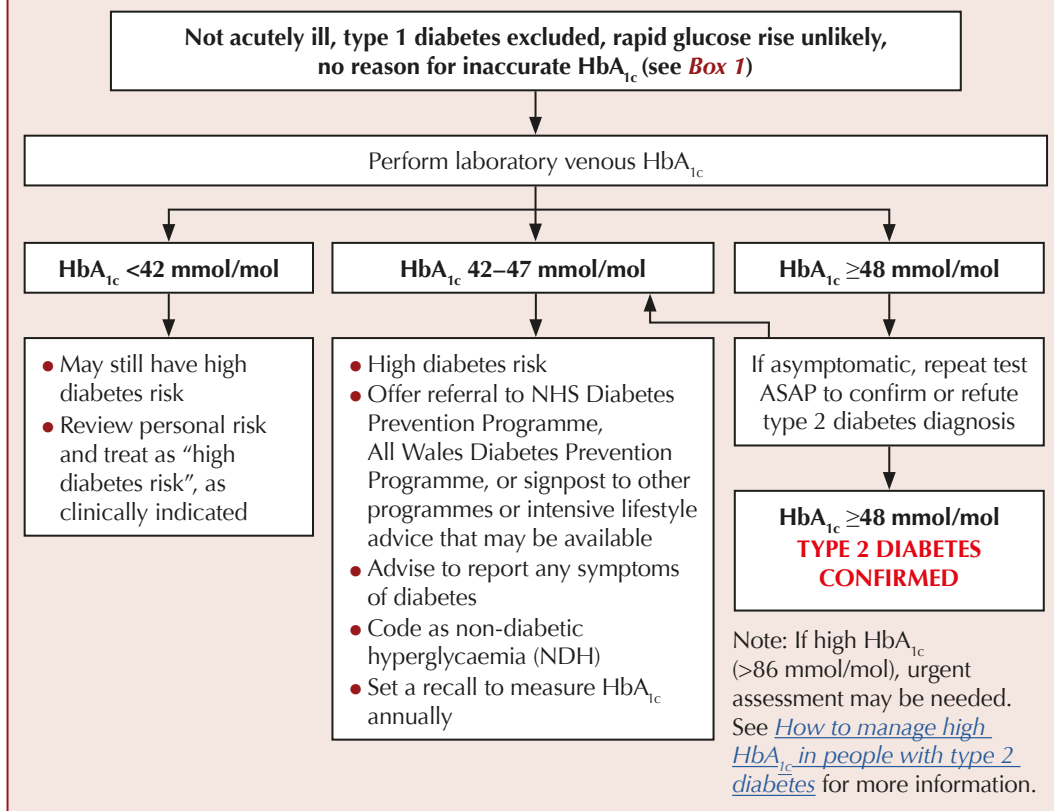 Not acutely ill, type 1 diabetes excluded, rapid glucose rise unlikely,
no reason for inaccurate HbA1c (see Box 1)
Perform laboratory venous HbA1c
HbA1c <42 mmol/mol
• May still have high
diabetes risk
• Review personal risk
and treat as “high
diabetes risk”, as
clinically indicated
HbA1c 42–47 mmol/mol
• High diabetes risk
• Offer referral to NHS Diabetes
Prevention Programme,
All Wales Diabetes Prevention
Programme, or signpost to other
programmes or intensive lifestyle
advice that may be available
• Advise to report any symptoms
of diabetes
• Code as non-diabetic
hyperglycaemia (NDH)
• Set a recall to measure HbA1c
annually
HbA1c ≥48 mmol/mol
If asymptomatic, repeat test
ASAP to confirm or refute
type 2 diabetes diagnosis
HbA1c ≥48 mmol/mol
TYPE 2 DIABETES
CONFIRMED
Note: If high HbA1c
(>86 mmol/mol), urgent
assessment may be needed.
See How to manage high
HbA1c in people with type 2
diabetes for more information.